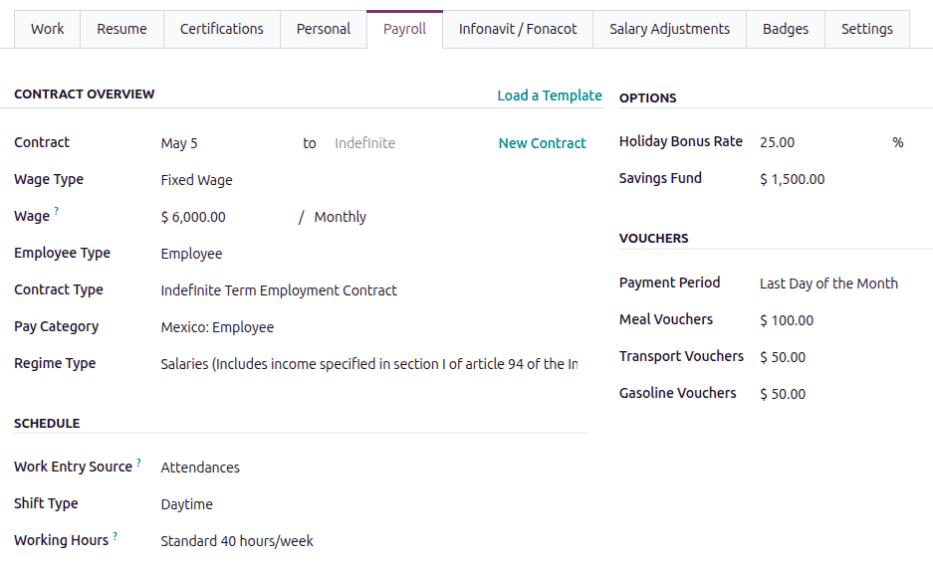 Work Resume Certifications Personal Payroll Infonavit / Fonacot Salary Adjustments Badges Settings
CONTRACT OVERVIEW Load a Template
Contract May 5 to Indefinite New Contract
Wage Type Fixed Wage
Wage ? $ 6,000.00 / Monthly
Employee Type Employee
Contract Type Indefinite Term Employment Contract
Pay Category Mexico: Employee
Regime Type Salaries (Includes income specified in section I of article 94 of the In
SCHEDULE
Work Entry Source ? Attendances
Shift Type Daytime
Working Hours ? Standard 40 hours/week
OPTIONS
Holiday Bonus Rate 25.00 %
Savings Fund $ 1,500.00
VOUCHERS
Payment Period Last Day of the Month
Meal Vouchers $ 100.00
Transport Vouchers $ 50.00
Gasoline Vouchers $ 50.00